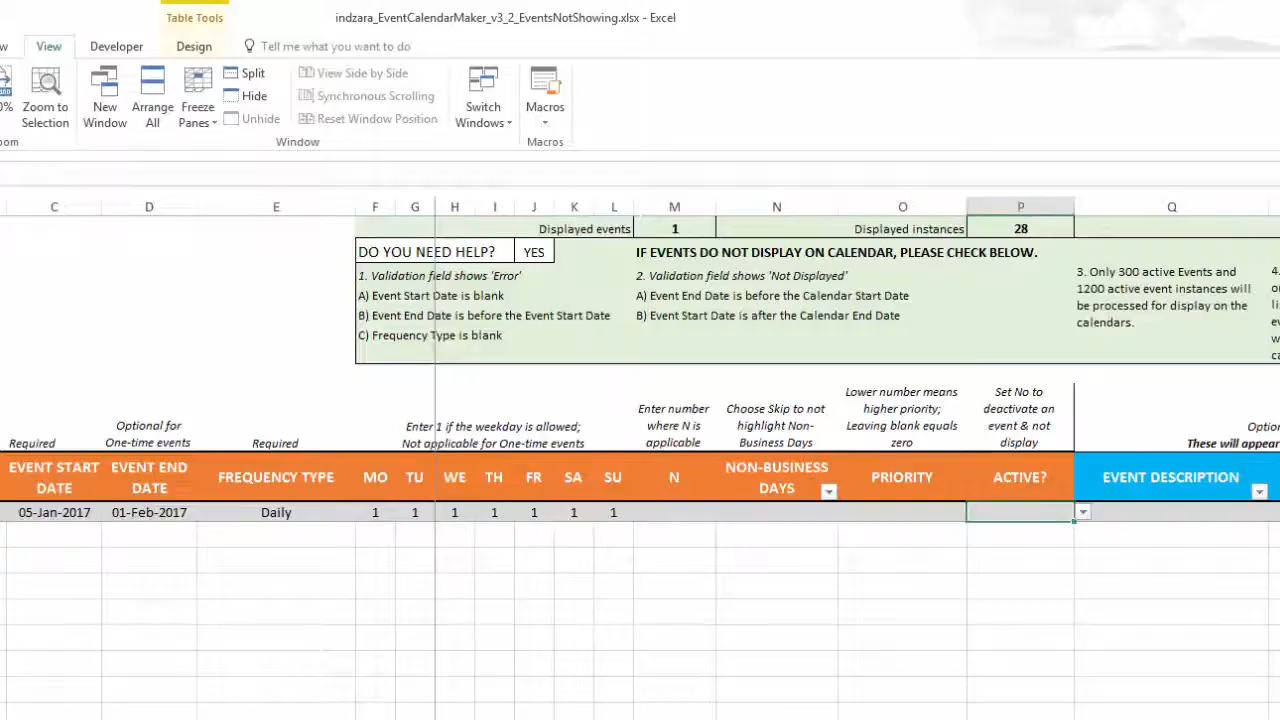 Table Tools
indzara_EventCalendarMaker_v3_2_EventsNotShowing.xlsx - Excel
View
Developer
Design
Tell me what you want to do
0%
Zoom to
Selection
New
Window
Arrange
All
Freeze
Panes
Split
Hide
Unhide
View Side by Side
Synchronous Scrolling
Reset Window Position
Switch
Windows
Macros
Window
Macros
C D E F G H I J K L M N O P Q
Displayed events 1 Displayed instances 28
DO YOU NEED HELP? YES
1. Validation field shows 'Error'
A) Event Start Date is blank
B) Event End Date is before the Event Start Date
C) Frequency Type is blank
IF EVENTS DO NOT DISPLAY ON CALENDAR, PLEASE CHECK BELOW.
2. Validation field shows 'Not Displayed'
A) Event End Date is before the Calendar Start Date
B) Event Start Date is after the Calendar End Date
3. Only 300 active Events and
1200 active event instances will
be processed for display on the
calendars.
4.
Required
Optional for
One-time events
Required
Enter 1 if the weekday is allowed;
Not applicable for One-time events
Enter number
where N is
applicable
Choose Skip to not
highlight Non-
Business Days
Lower number means
higher priority;
Leaving blank equals
zero
Set No to
deactivate an
event & not
display
These will appear
EVENT START
DATE
EVENT END
DATE
FREQUENCY TYPE
MO TU WE TH FR SA SU
N
NON-BUSINESS
DAYS
PRIORITY
ACTIVE?
EVENT DESCRIPTION
05-Jan-2017 01-Feb-2017 Daily 1 1 1 1 1 1 1